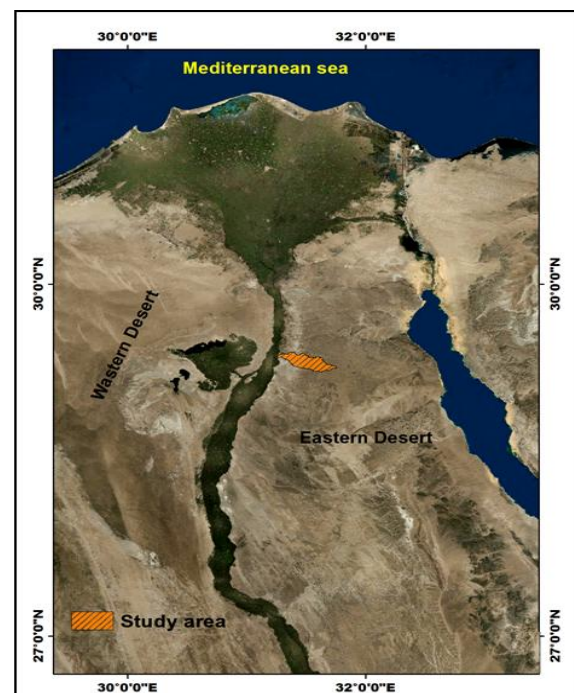 30°0'0"E 32°0'0"E
Mediterranean sea
30°0'0"N 30°0'0"N
Wastern Desert
Eastern Desert
Study area
27°0'0"N 27°0'0"N
30°0'0"E 32°0'0"E